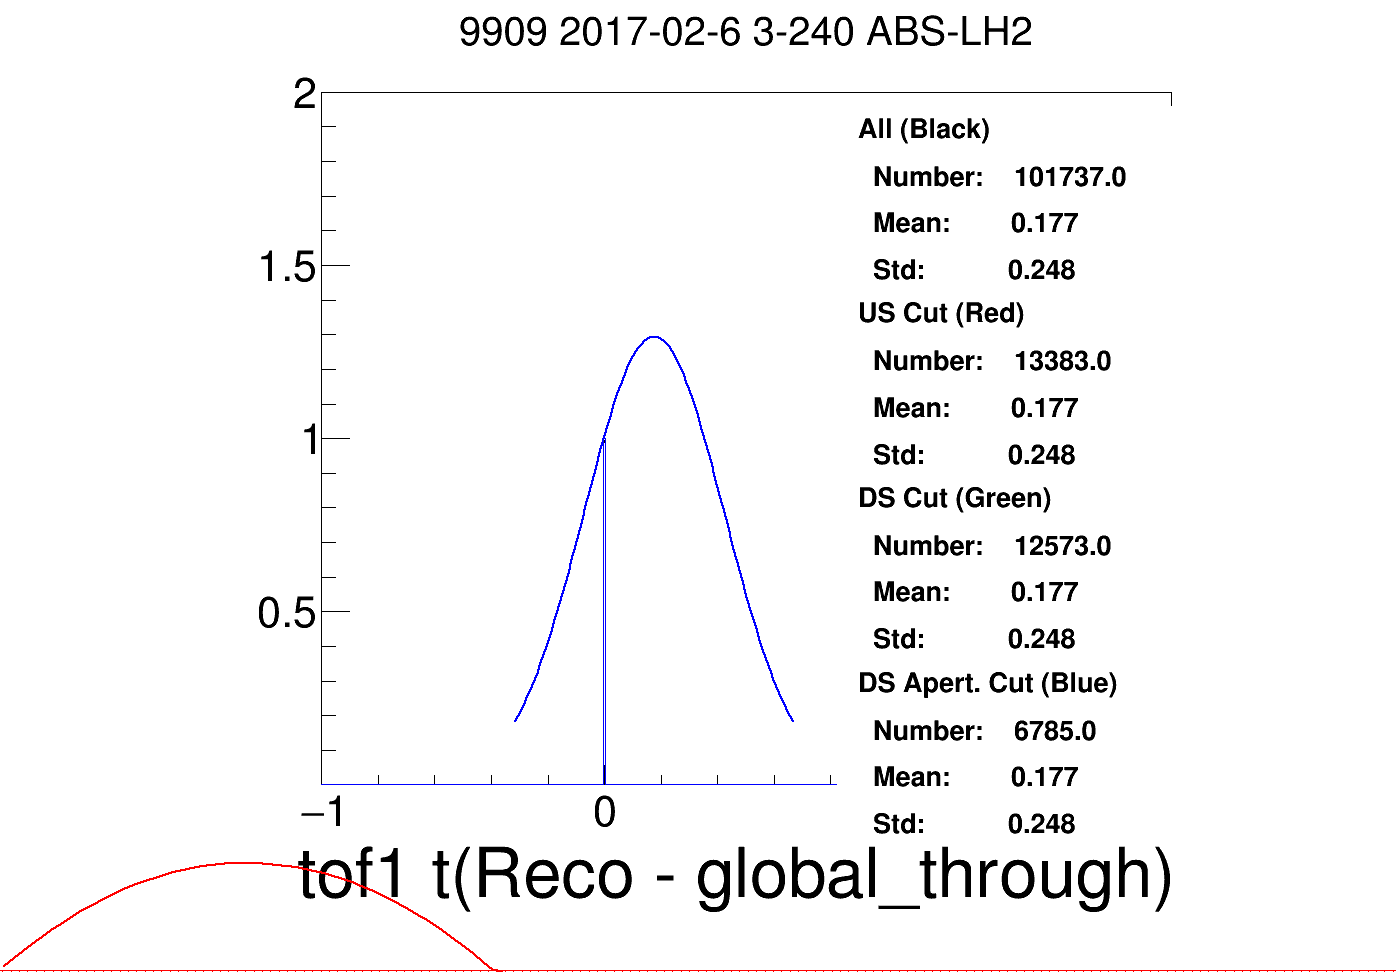 9909 2017-02-6 3-240 ABS-LH2
2
1.5
1
0.5
−1
0
All (Black)
Number: 101737.0
Mean: 0.177
Std: 0.248
US Cut (Red)
Number: 13383.0
Mean: 0.177
Std: 0.248
DS Cut (Green)
Number: 12573.0
Mean: 0.177
Std: 0.248
DS Apert. Cut (Blue)
Number: 6785.0
Mean: 0.177
Std: 0.248
tof1 t(Reco - global_through)